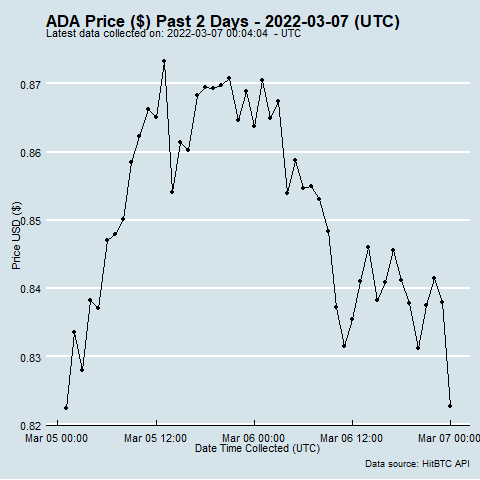 ADA Price ($) Past 2 Days - 2022-03-07 (UTC)
Latest data collected on: 2022-03-07 00:04:04  - UTC
0.87
0.86
0.85
0.84
0.83
0.82
Price USD ($)
Mar 05 00:00 Mar 05 12:00 Mar 06 00:00 Mar 06 12:00 Mar 07 00:00
Date Time Collected (UTC)
Data source: HitBTC API